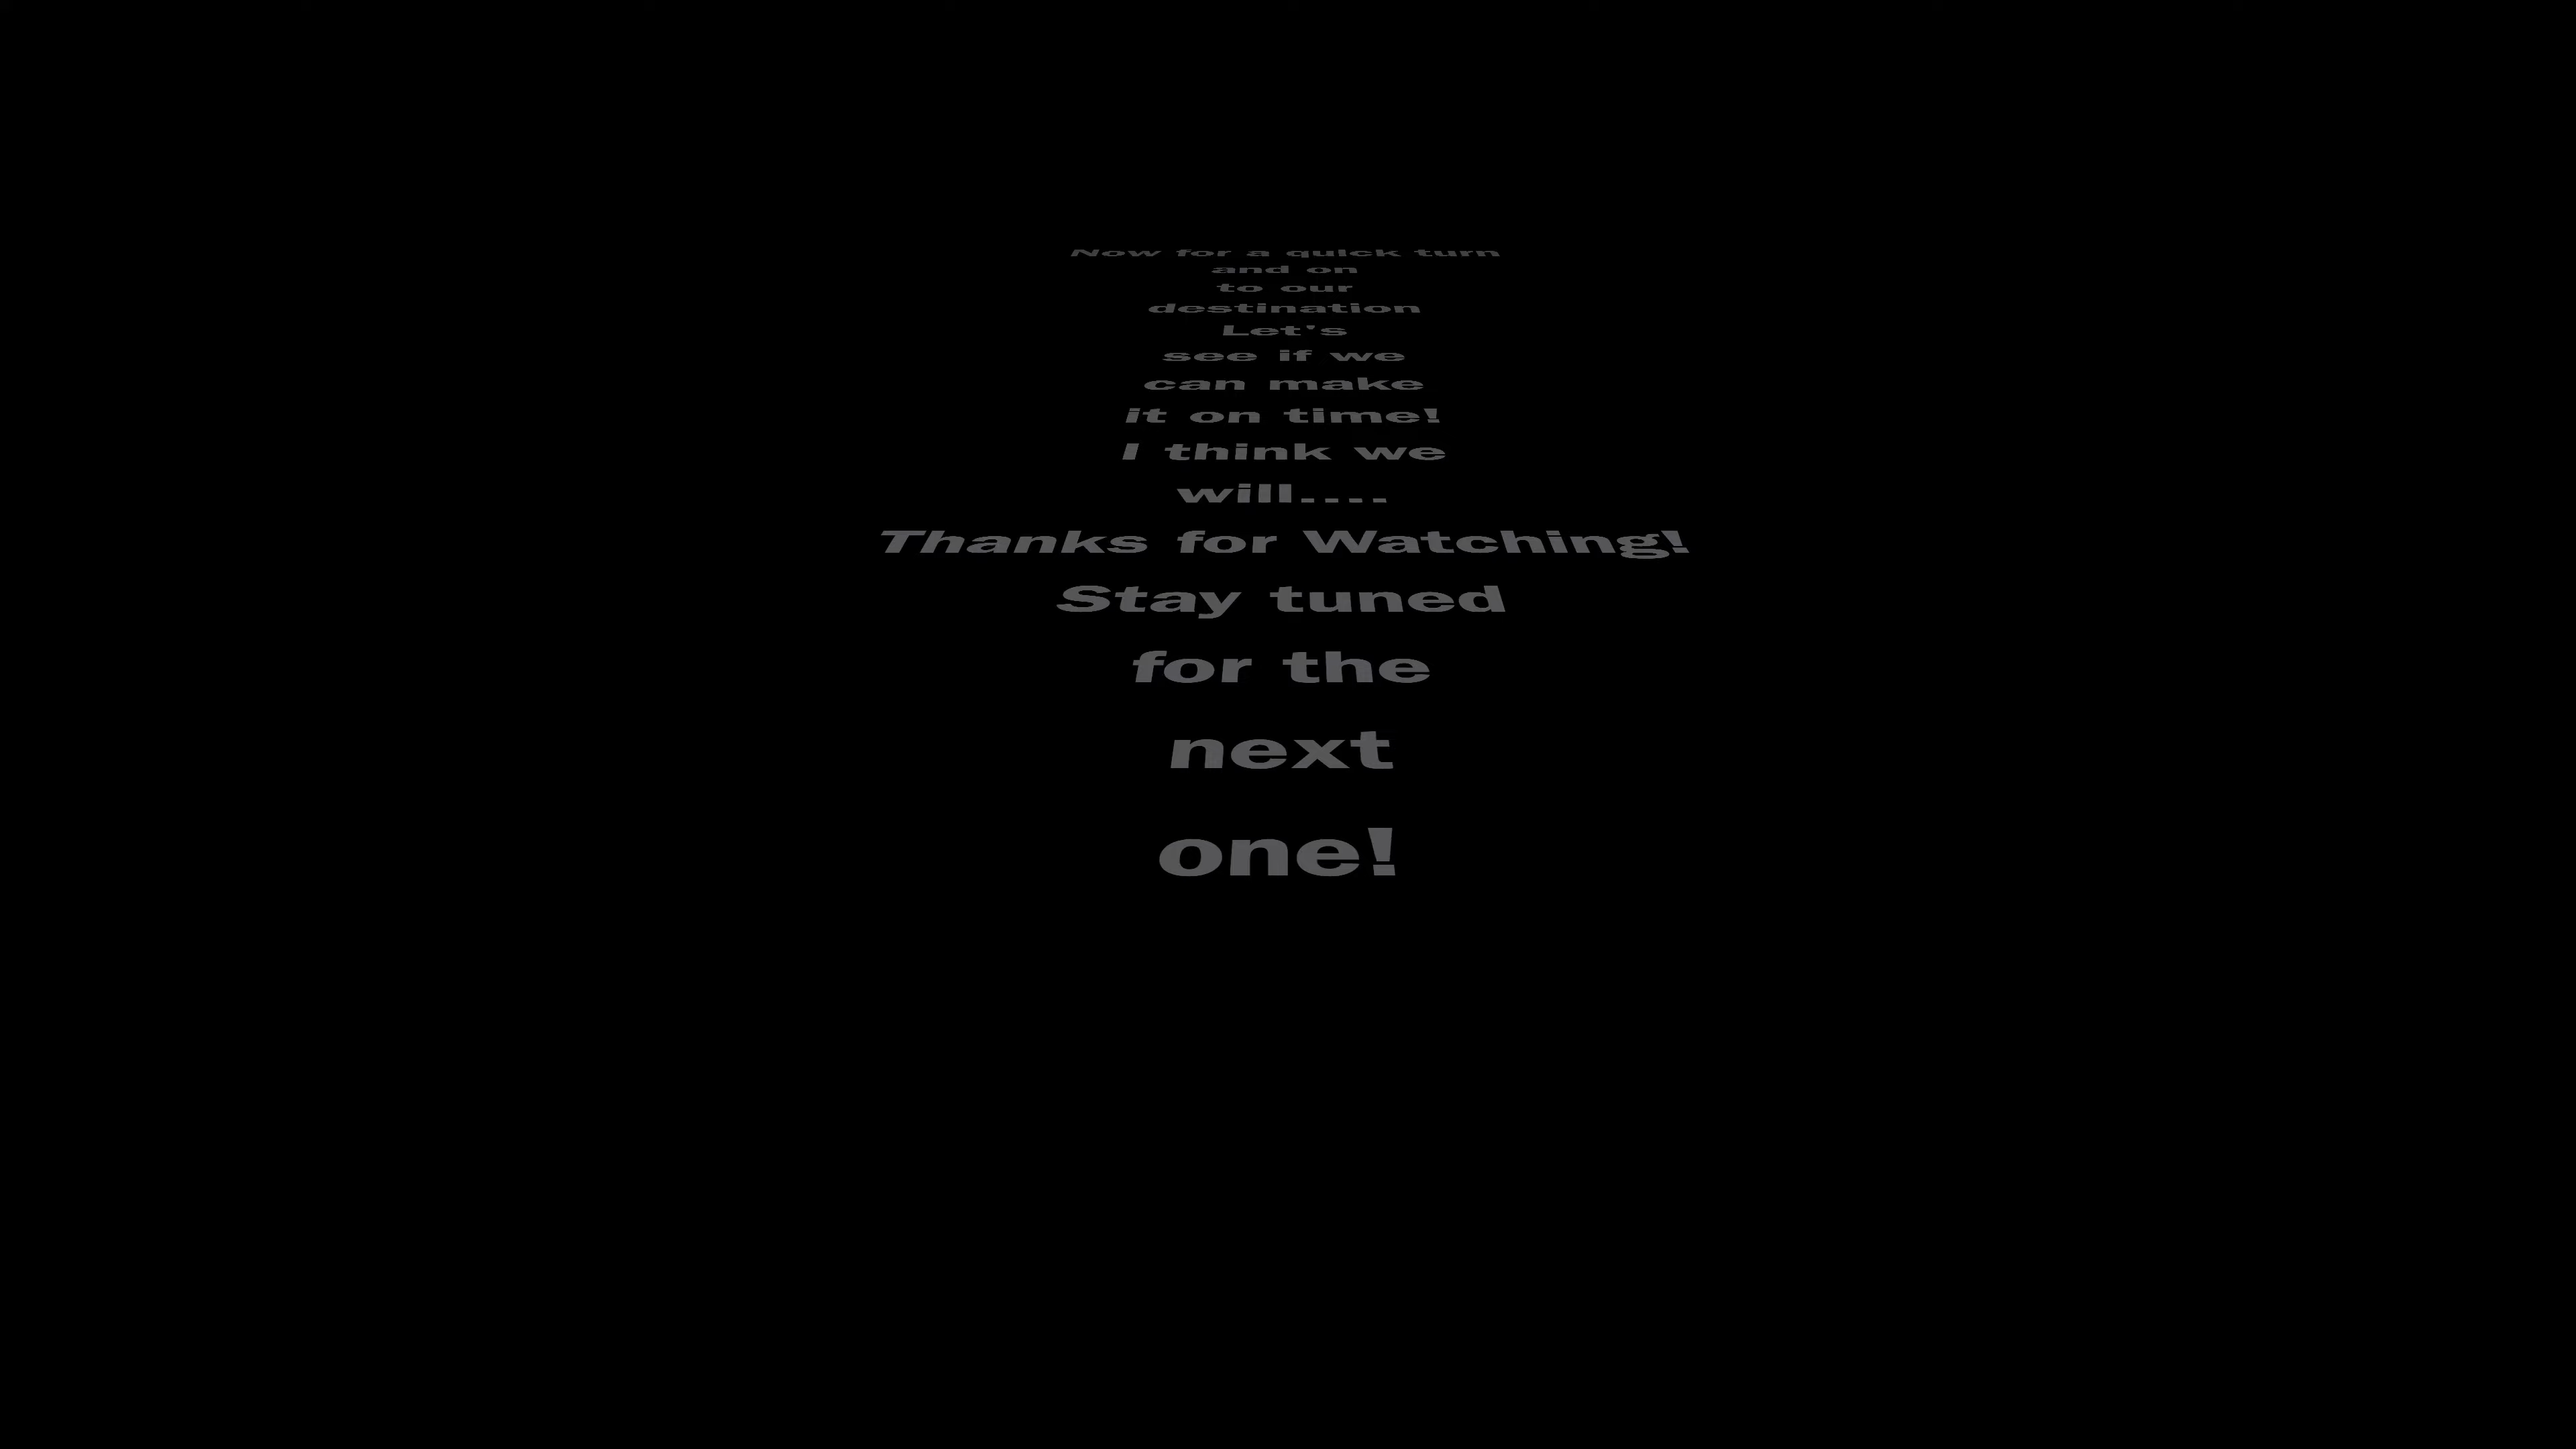 Now for a quick turn
and on
to our
destination
Let's
see if we
can make
it on time!
I think we
will....
Thanks for Watching!
Stay tuned
for the
next
one!